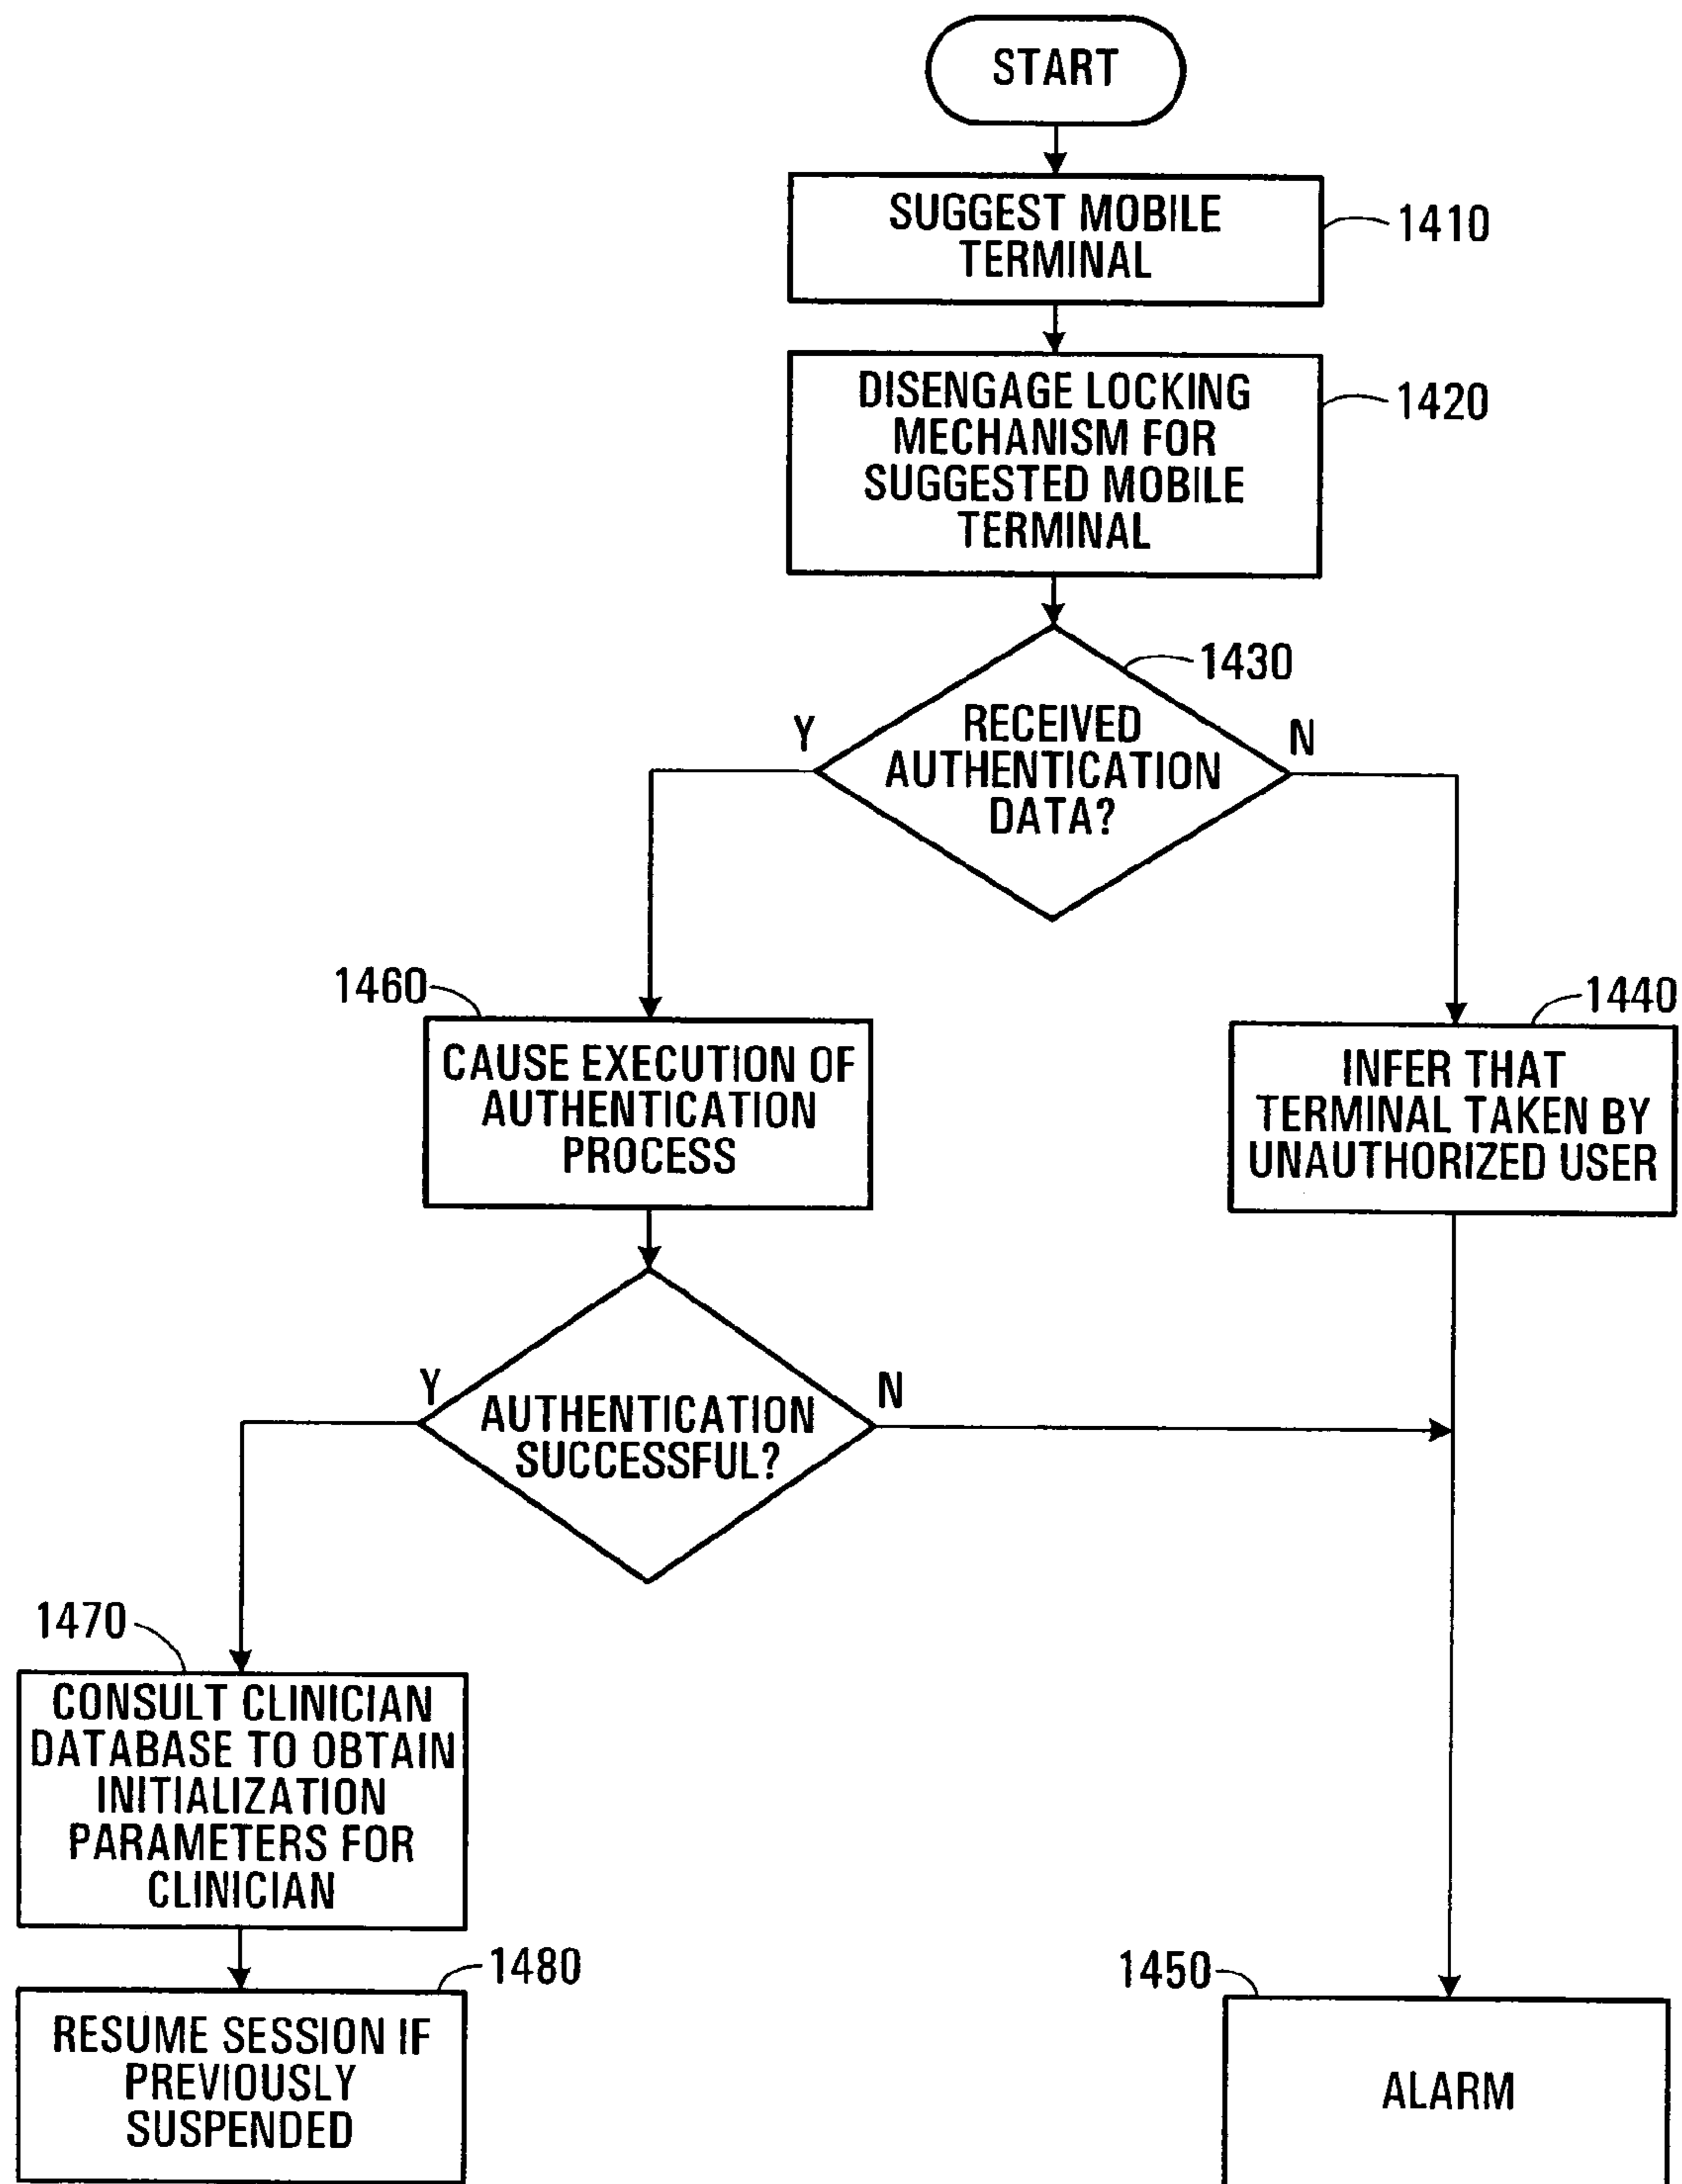 START
SUGGEST MOBILE
TERMINAL
1410
DISENGAGE LOCKING
MECHANISM FOR
SUGGESTED MOBILE
TERMINAL
1420
1430
RECEIVED
AUTHENTICATION
DATA?
Y
N
1460
CAUSE EXECUTION OF
AUTHENTICATION
PROCESS
1440
INFER THAT
TERMINAL TAKEN BY
UNAUTHORIZED USER
AUTHENTICATION
SUCCESSFUL?
Y
N
1470
CONSULT CLINICIAN
DATABASE TO OBTAIN
INITIALIZATION
PARAMETERS FOR
CLINICIAN
1480
RESUME SESSION IF
PREVIOUSLY
SUSPENDED
1450
ALARM